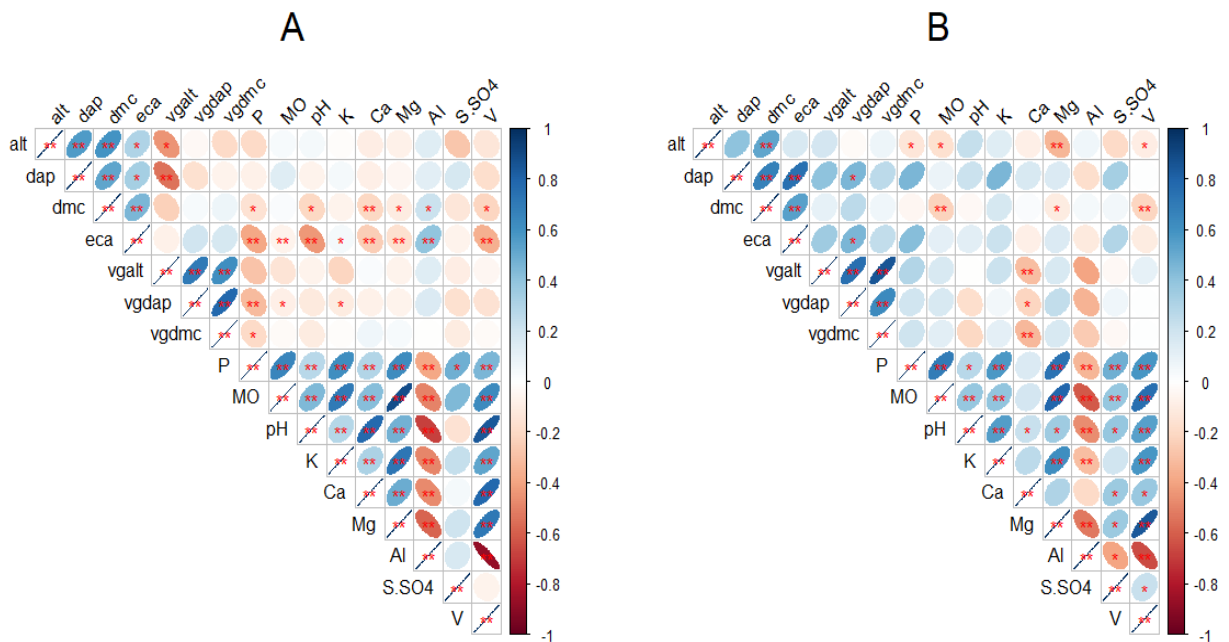 A
alt dap dmc eca vgalt vgdap vgdmc P MO pH K Ca Mg Al S.SO4 V
alt
dap
dmc
eca
vgalt
vgdap
vgdmc
P
MO
pH
K
Ca
Mg
Al
S.SO4
V
1
0.8
0.6
0.4
0.2
0
-0.2
-0.4
-0.6
-0.8
-1
B
alt dap dmc eca vgalt vgdap vgdmc P MO pH K Ca Mg Al S.SO4 V
alt
dap
dmc
eca
vgalt
vgdap
vgdmc
P
MO
pH
K
Ca
Mg
Al
S.SO4
V
1
0.8
0.6
0.4
0.2
0
-0.2
-0.4
-0.6
-0.8
-1